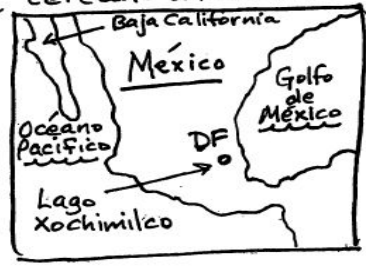 Baja California
México
Golfo
de
México
Océano
Pacífico
DF
Lago
Xochimilco